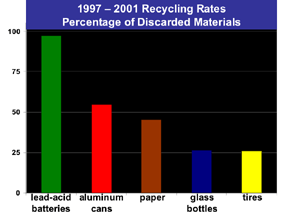 1997 – 2001 Recycling Rates
Percentage of Discarded Materials
100
75
50
25
0
lead-acid batteries
aluminum cans
paper
glass bottles
tires